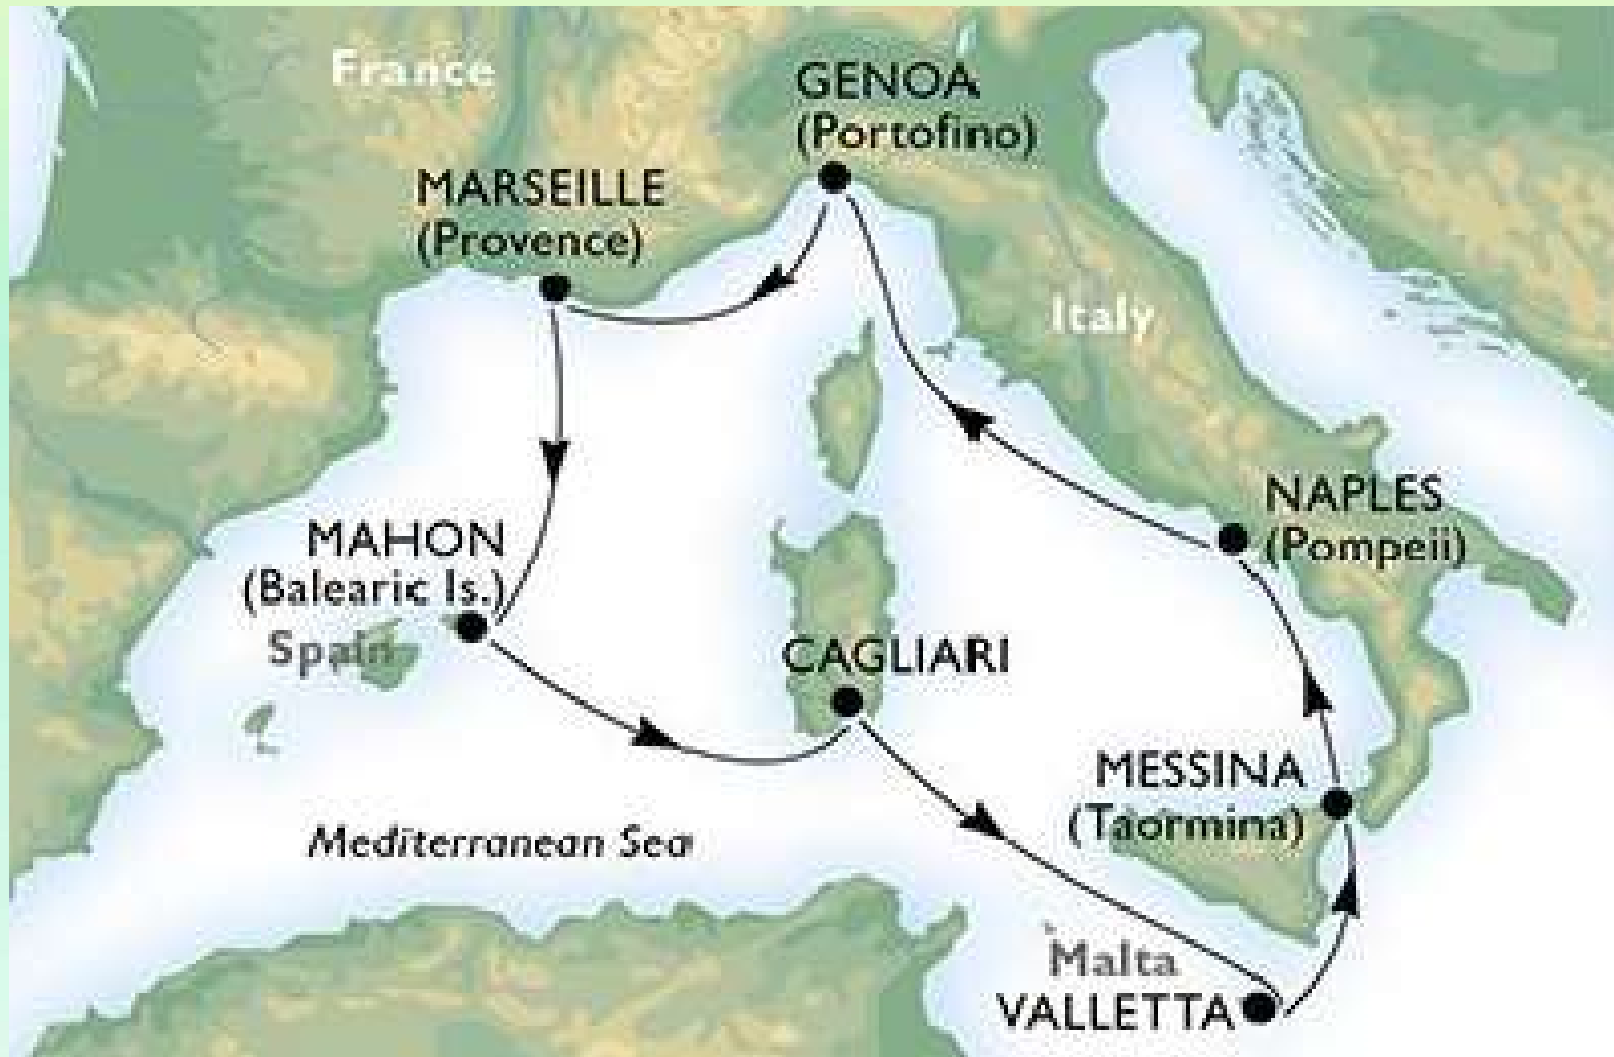 France
GENOA
(Portofino)
MARSEILLE
(Provence)
Italy
NAPLES
(Pompeii)
MAHON
(Balearic Is.)
Spain
CAGLIARI
MESSINA
(Taormina)
Mediterranean Sea
Malta
VALLETTA